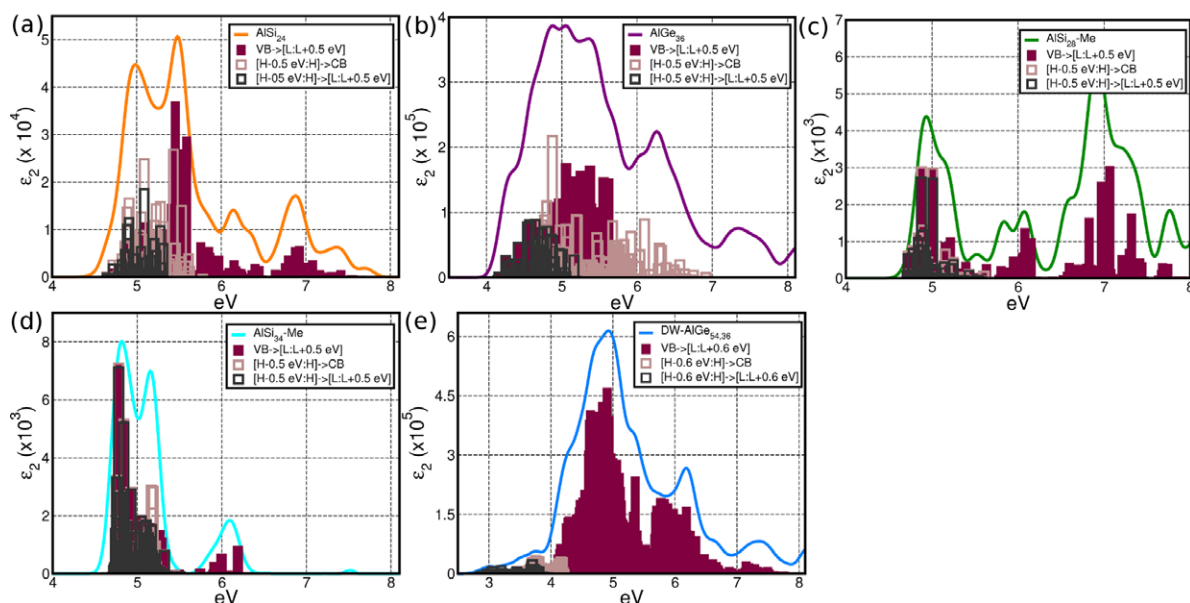 (a)
AlSi24
VB->[L:L+0.5 eV]
[H-0.5 eV:H]->CB
[H-05 eV:H]->[L:L+0.5 eV]
ε2 (x 10^4)
5
4
3
2
1
0
4 5 6 7 8
eV
(b)
AlGe36
VB->[L:L+0.5 eV]
[H-0.5 eV:H]->CB
[H-0.5 eV:H]->[L:L+0.5 eV]
ε2 (x 10^5)
4
3
2
1
0
4 5 6 7 8
eV
(c)
AlSi28-Me
VB->[L:L+0.5 eV]
[H-0.5 eV:H]->CB
[H-0.5 eV:H]->[L:L+0.5 eV]
ε2 (x10^3)
5
4
3
2
1
0
4 5 6 7 8
eV
(d)
AlSi34-Me
VB->[L:L+0.5 eV]
[H-0.5 eV:H]->CB
[H-0.5 eV:H]->[L:L+0.5 eV]
ε2 (x10^3)
8
6
4
2
0
4 5 6 7 8
eV
(e)
DW-AlGe54,36
VB->[L:L+0.6 eV]
[H-0.6 eV:H]->CB
[H-0.6 eV:H]->[L:L+0.6 eV]
ε2 (x10^5)
6
4.5
3
1.5
0
3 4 5 6 7 8
eV